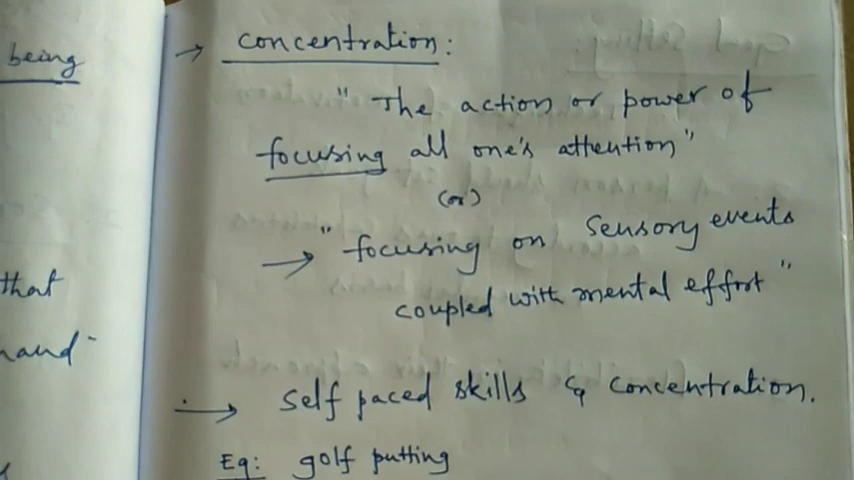 being
that
→ concentration:
" The action or power of
focusing all one's attention"
(or)
→ " focusing on sensory events
coupled with mental effort "
→ Self paced skills & concentration.
Eg: golf putting